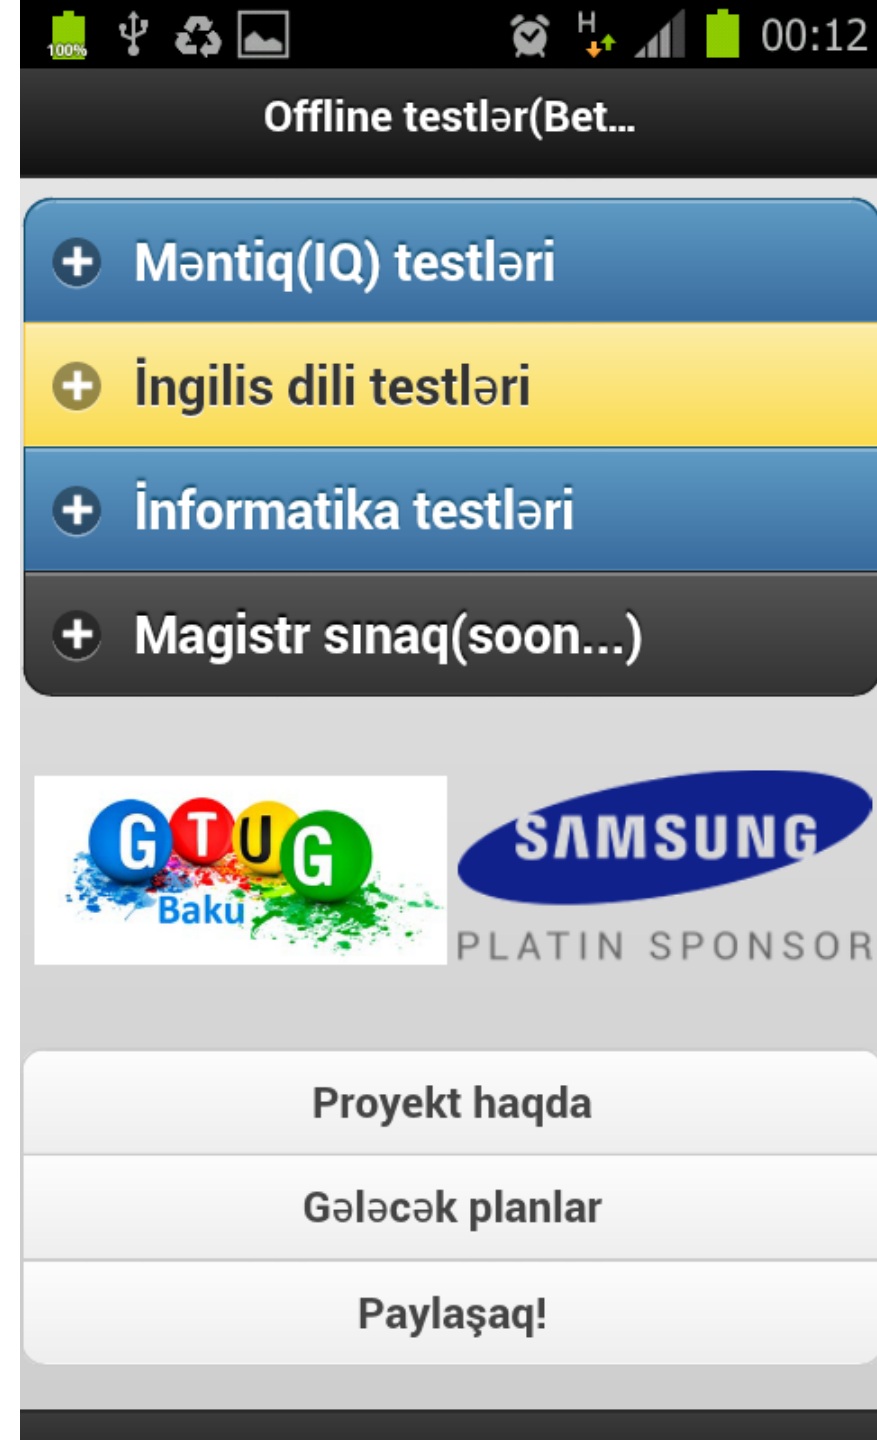 100%
H
00:12
Offline testlər(Bet...
Məntiq(IQ) testləri
İngilis dili testləri
İnformatika testləri
Magistr sınaq(soon...)
GTUG
Baku
SAMSUNG
PLATIN SPONSOR
Proyekt haqda
Gələcək planlar
Paylaşaq!